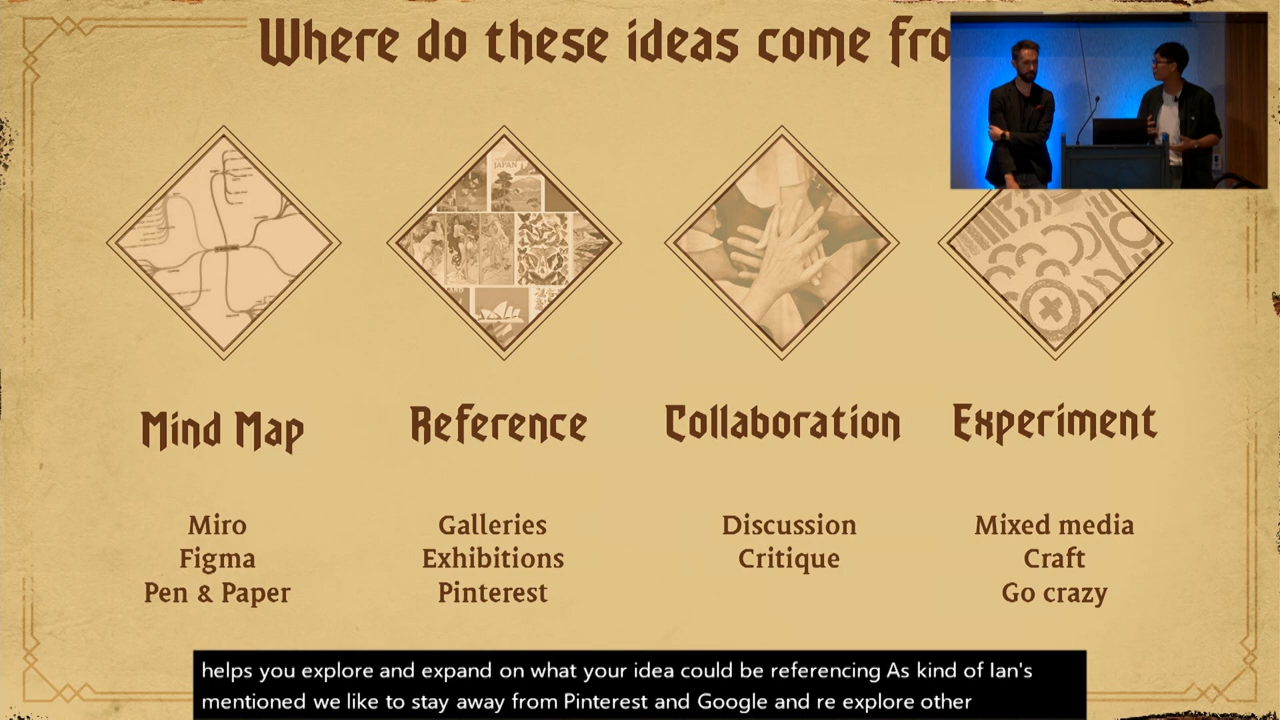 Where do these ideas come fro
JAPAN
Mind Map
Reference
Collaboration
Experiment
Miro
Figma
Pen & Paper
Galleries
Exhibitions
Pinterest
Discussion
Critique
Mixed media
Craft
Go crazy
helps you explore and expand on what your idea could be referencing As kind of Ian's
mentioned we like to stay away from Pinterest and Google and re explore other